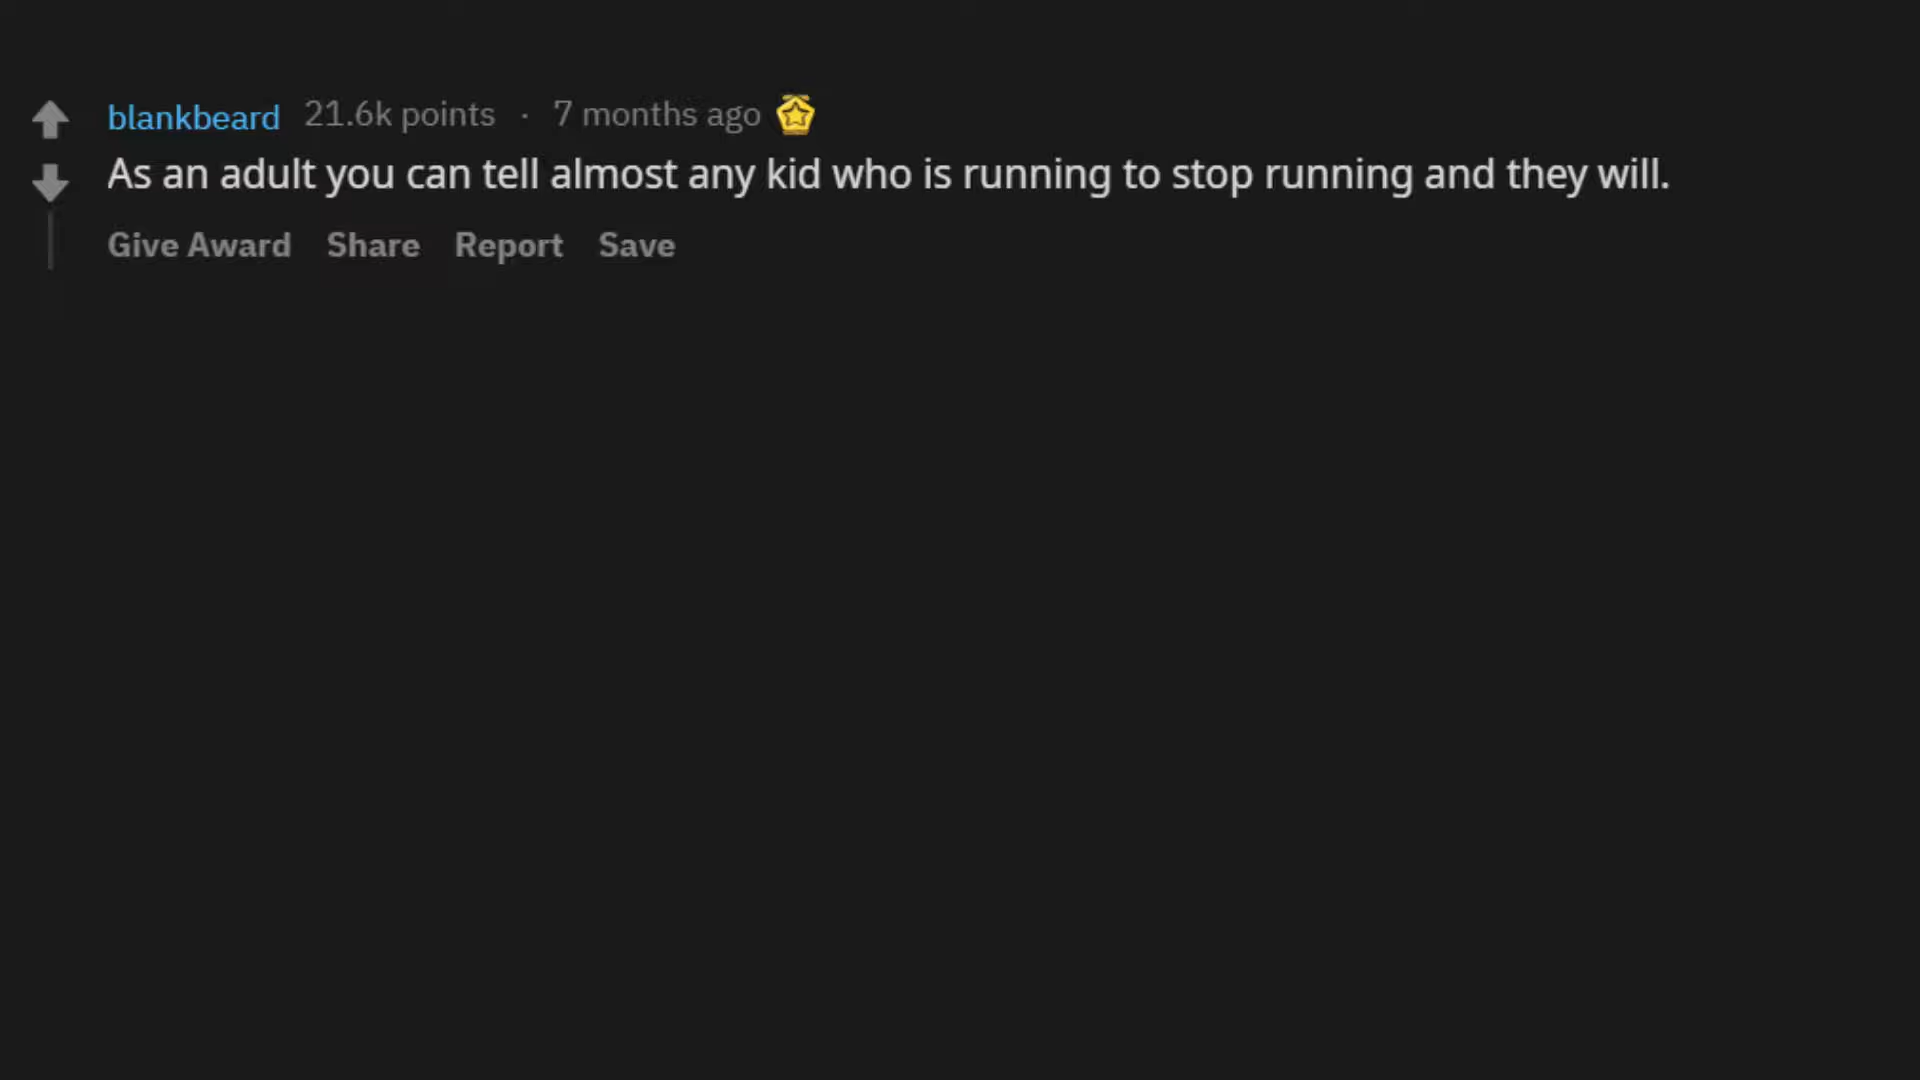 blankbeard 21.6k points · 7 months ago
As an adult you can tell almost any kid who is running to stop running and they will.
Give Award Share Report Save